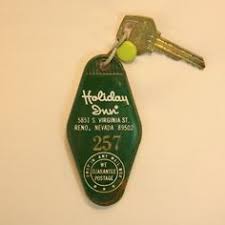 Holiday
Inn
5851 S. VIRGINIA ST.
RENO, NEVADA 89502
257
DROP IN ANY MAIL BOX
WE
GUARANTEE
POSTAGE